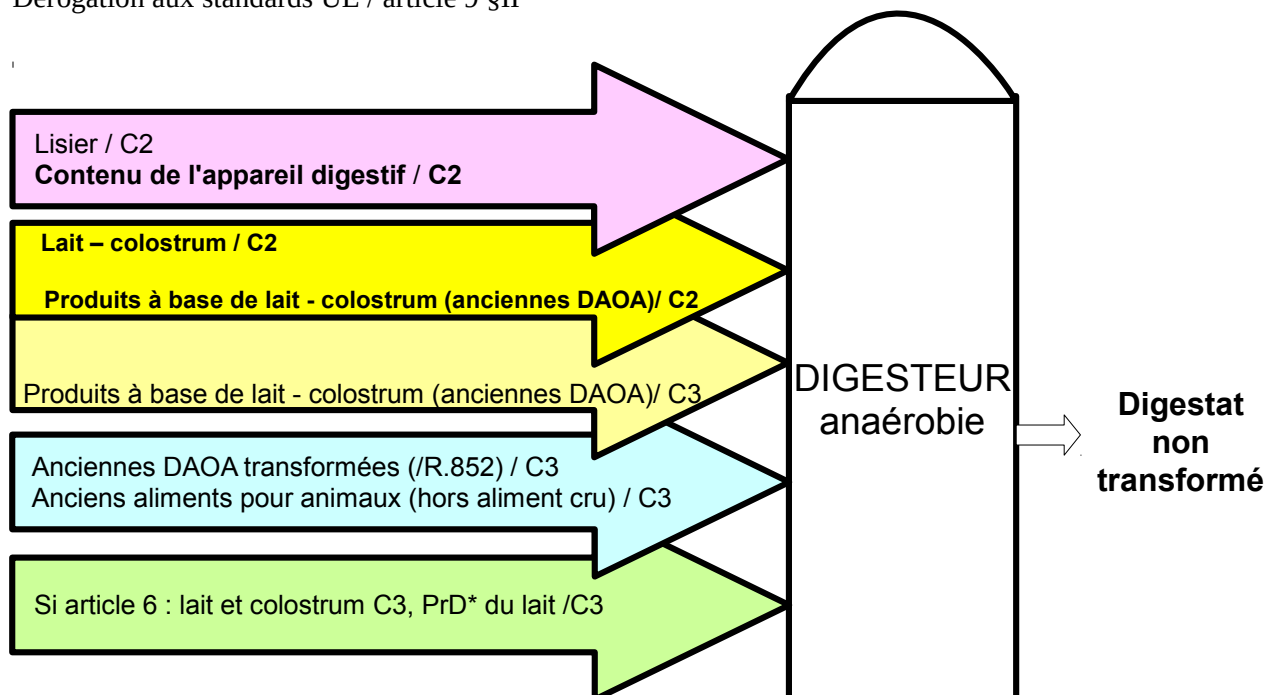 Dérogation aux standards UE / article 9 §II
Lisier / C2
Contenu de l'appareil digestif / C2
Lait – colostrum / C2
Produits à base de lait - colostrum (anciennes DAOA)/ C2
Produits à base de lait - colostrum (anciennes DAOA)/ C3
Anciennes DAOA transformées (/R.852) / C3
Anciens aliments pour animaux (hors aliment cru) / C3
Si article 6 : lait et colostrum C3, PrD* du lait /C3
DIGESTEUR
anaérobie
Digestat
non
transformé